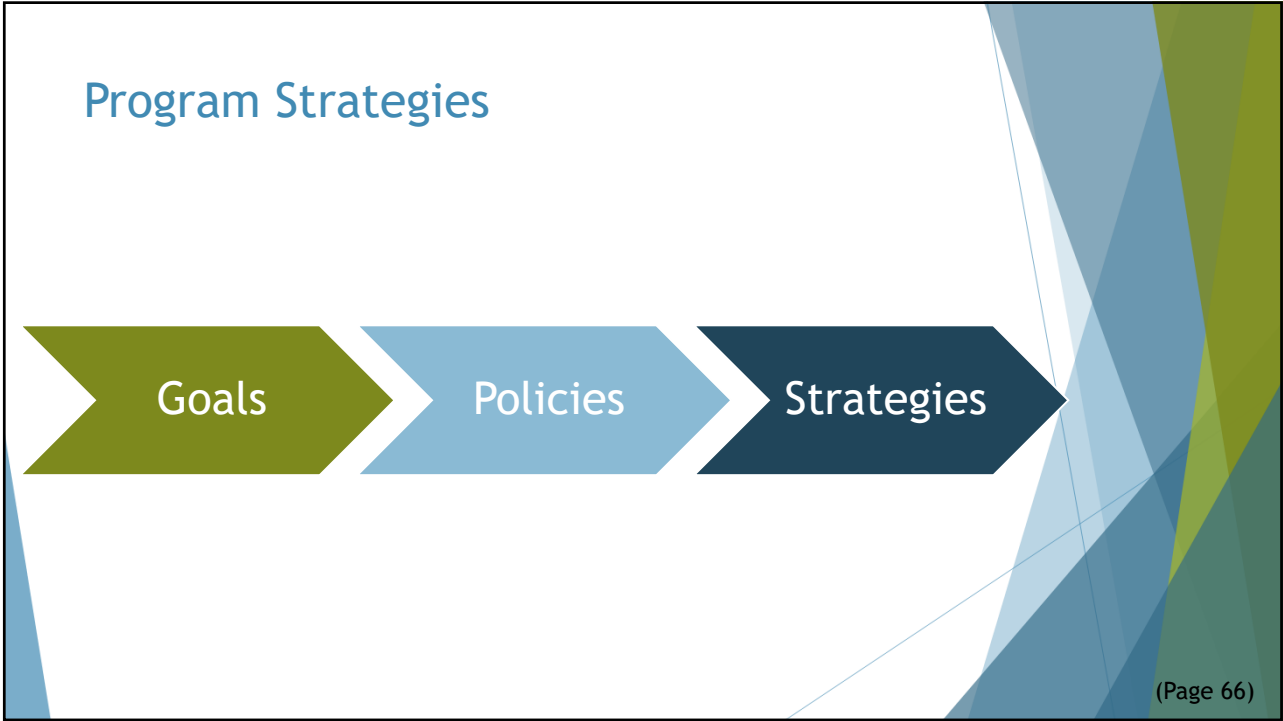 Program Strategies
Goals
Policies
Strategies
(Page 66)